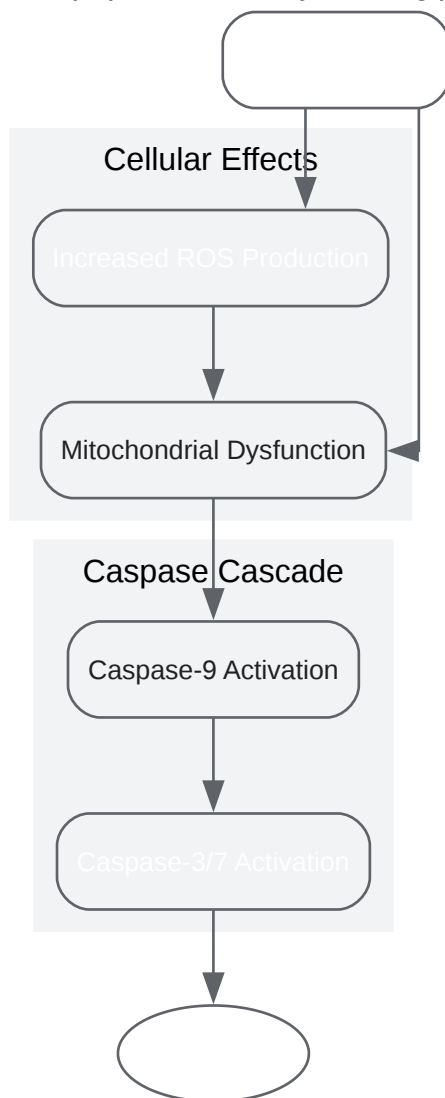 Cellular Effects
Increased ROS Production
Mitochondrial Dysfunction
Caspase Cascade
Caspase-9 Activation
Caspase-3/7 Activation